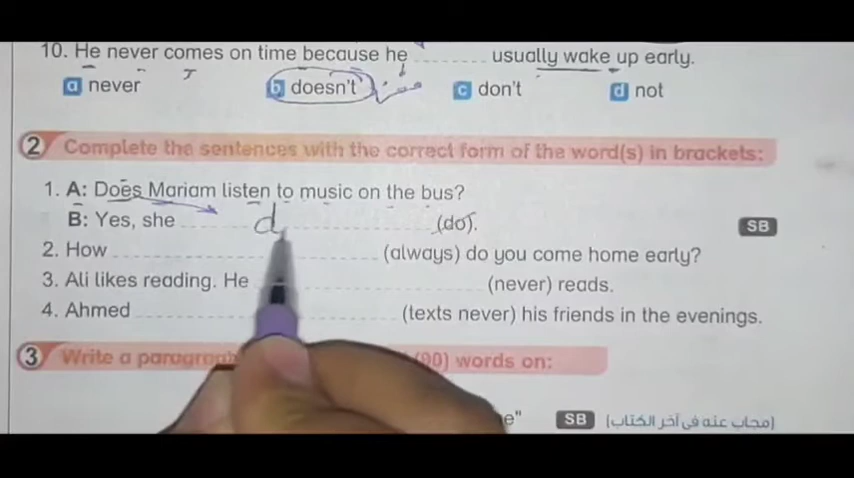 10. He never comes on time because he ........ usually wake up early.
a never b doesn't c don't d not
2 Complete the sentences with the correct form of the word(s) in brackets:
1. A: Does Mariam listen to music on the bus?
B: Yes, she d ........ (do). SB
2. How ........ (always) do you come home early?
3. Ali likes reading. He ........ (never) reads.
4. Ahmed ........ (texts never) his friends in the evenings.
3 Write a paragraph (90) words on:
e" SB (مجاب عنه فى آخر الكتاب)